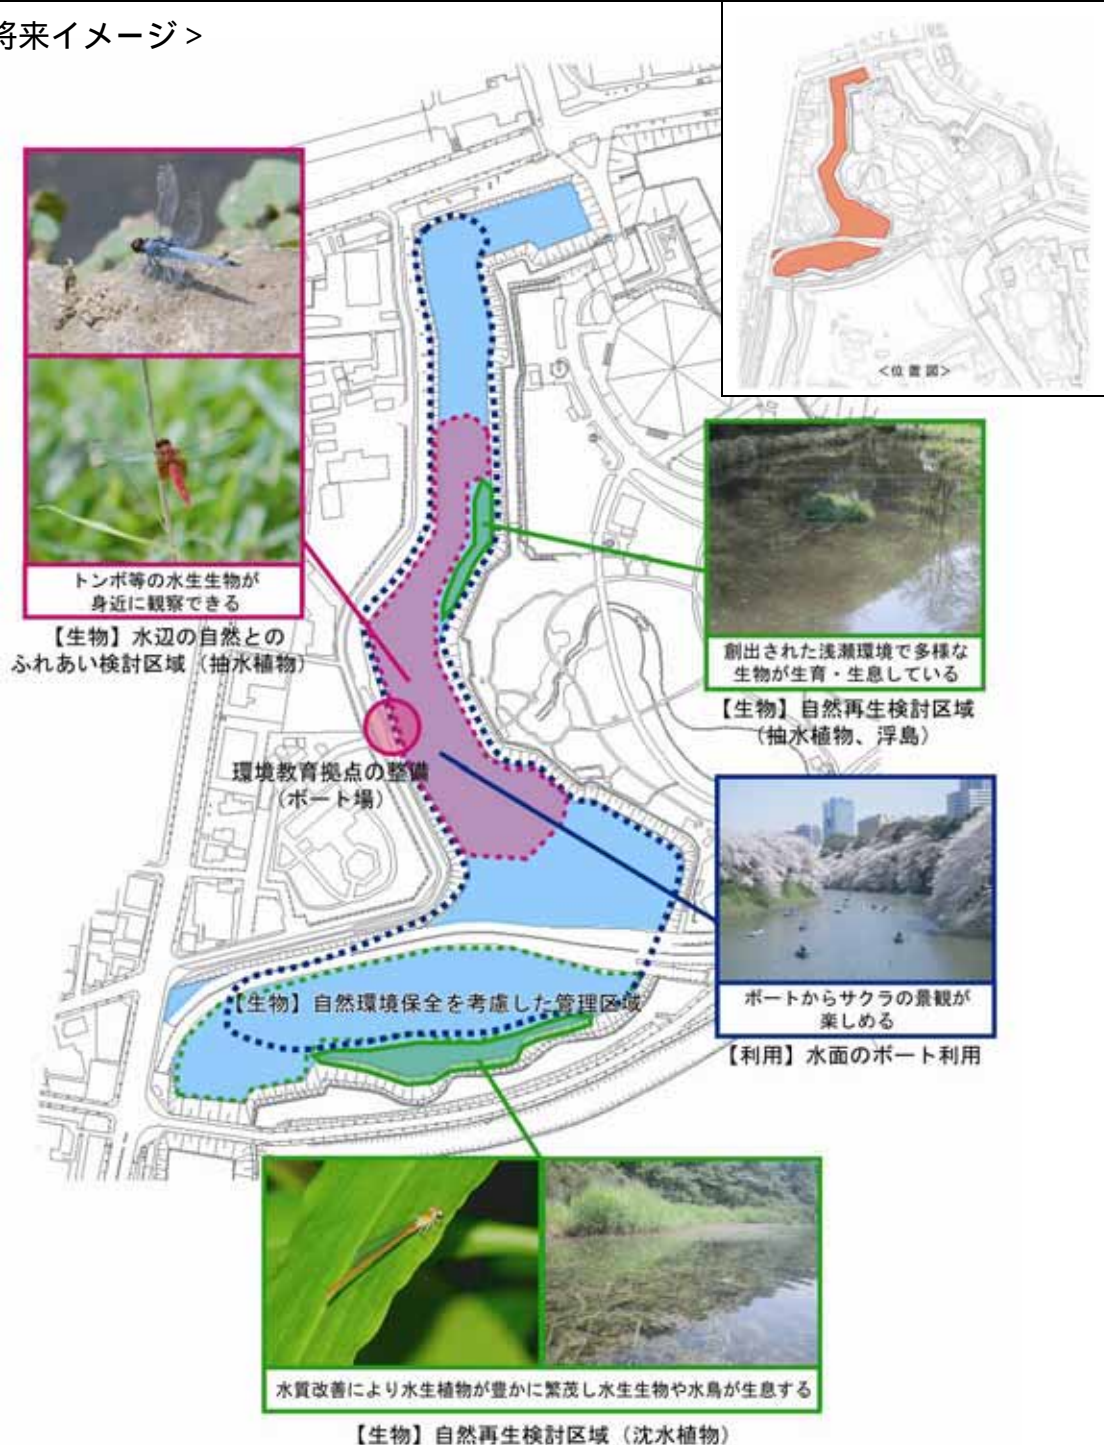 将来イメージ>
<位置図>
トンボ等の水生生物が
身近に観察できる
【生物】水辺の自然との
ふれあい検討区域（抽水植物）
創出された浅瀬環境で多様な
生物が生育・生息している
【生物】自然再生検討区域
（抽水植物、浮島）
環境教育拠点の整備
（ボート場）
ボートからサクラの景観が
楽しめる
【利用】水面のボート利用
【生物】自然環境保全を考慮した管理区域
水質改善により水生植物が豊かに繁茂し水生生物や水鳥が生息する
【生物】自然再生検討区域（沈水植物）